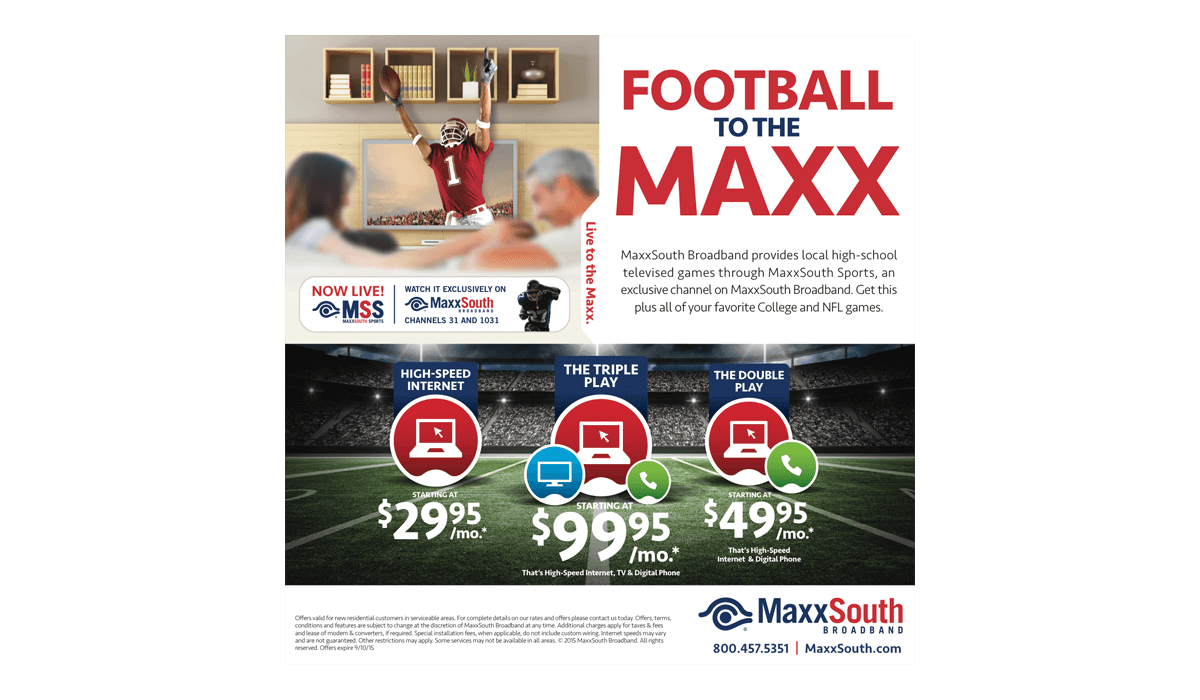 FOOTBALL
TO THE
MAXX
MaxxSouth Broadband provides local high-school
televised games through MaxxSouth Sports, an
exclusive channel on MaxxSouth Broadband. Get this
plus all of your favorite College and NFL games.
1
Live to the Maxx.
NOW LIVE!
MSS
MAXXSOUTH SPORTS
WATCH IT EXCLUSIVELY ON
MaxxSouth
BROADBAND
CHANNELS 31 AND 1031
HIGH-SPEED
INTERNET
STARTING AT
$2995
/mo.*
THE TRIPLE
PLAY
STARTING AT
$9995
/mo.*
That's High-Speed Internet, TV & Digital Phone
THE DOUBLE
PLAY
STARTING AT
$4995
/mo.*
That's High-Speed
Internet & Digital Phone
Offers valid for new residential customers in serviceable areas. For complete details on our rates and offers please contact us today. Offers, terms,
conditions and features are subject to change at the discretion of MaxxSouth Broadband at any time. Additional charges apply for taxes & fees
and lease of modem & converters, if required. Special installation fees, when applicable, do not include custom wiring. Internet speeds may vary
and are not guaranteed. Other restrictions may apply. Some services may not be available in all areas. © 2015 MaxxSouth Broadband. All rights
reserved. Offers expire 9/10/15
MaxxSouth
BROADBAND
800.457.5351 | MaxxSouth.com